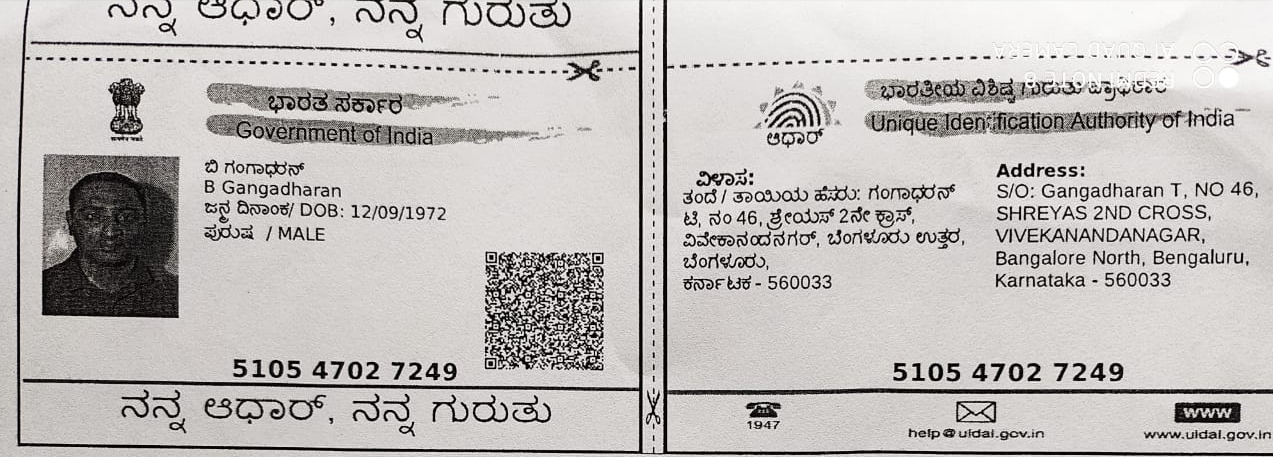 ನನ್ನ ಆಧಾರ್, ನನ್ನ ಗುರುತು
ಭಾರತ ಸರ್ಕಾರ
Government of India
ಬಿ ಗಂಗಾಧರನ್
B Gangadharan
ಜನ್ಮ ದಿನಾಂಕ/ DOB: 12/09/1972
ಪುರುಷ / MALE
5105 4702 7249
ನನ್ನ ಆಧಾರ್, ನನ್ನ ಗುರುತು
REDMI NOTE 8
AI QUAD CAMERA
ಭಾರತೀಯ ವಿಶಿಷ್ಟ ಗುರುತು ಪ್ರಾಧಿಕಾರ
Unique Identification Authority of India
ಆಧಾರ್
ವಿಳಾಸ:
ತಂದೆ / ತಾಯಿಯ ಹೆಸರು: ಗಂಗಾಧರನ್
ಟಿ, ನಂ 46, ಶ್ರೇಯಸ್ 2ನೇ ಕ್ರಾಸ್,
ವಿವೇಕಾನಂದನಗರ್, ಬೆಂಗಳೂರು ಉತ್ತರ,
ಬೆಂಗಳೂರು,
ಕರ್ನಾಟಕ - 560033
Address:
S/O: Gangadharan T, NO 46,
SHREYAS 2ND CROSS,
VIVEKANANDANAGAR,
Bangalore North, Bengaluru,
Karnataka - 560033
5105 4702 7249
1947
help@uidai.gov.in
www
www.uidai.gov.in